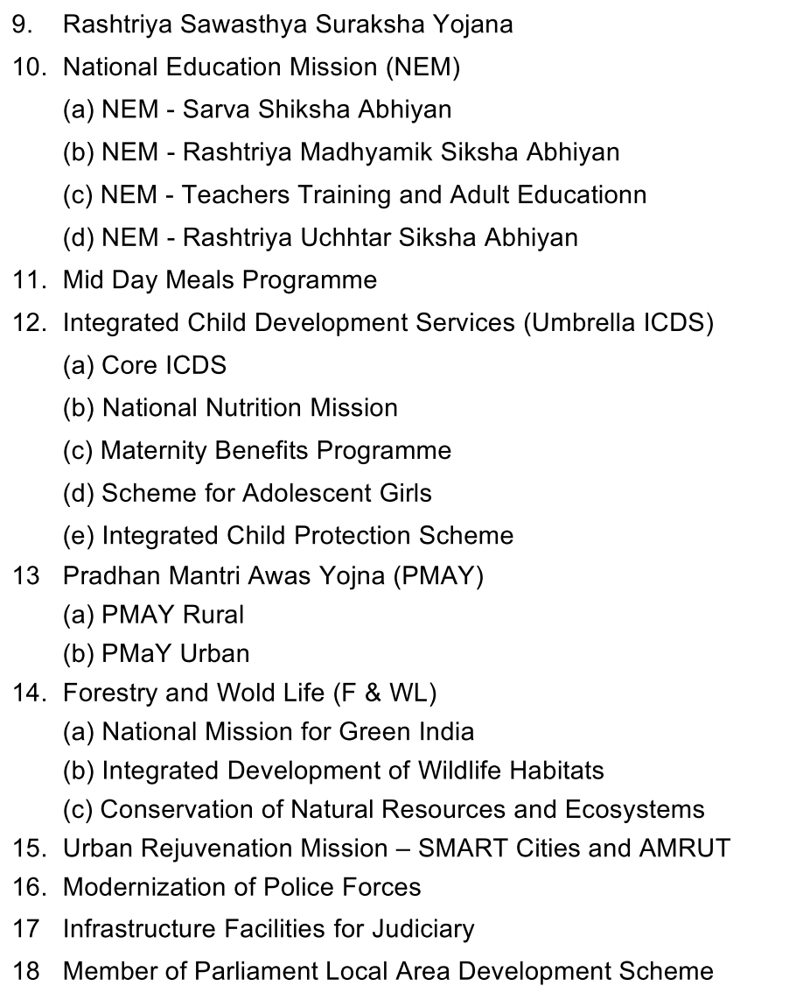 9. Rashtriya Sawasthya Suraksha Yojana
10. National Education Mission (NEM)
(a) NEM - Sarva Shiksha Abhiyan
(b) NEM - Rashtriya Madhyamik Siksha Abhiyan
(c) NEM - Teachers Training and Adult Educationn
(d) NEM - Rashtriya Uchhtar Siksha Abhiyan
11. Mid Day Meals Programme
12. Integrated Child Development Services (Umbrella ICDS)
(a) Core ICDS
(b) National Nutrition Mission
(c) Maternity Benefits Programme
(d) Scheme for Adolescent Girls
(e) Integrated Child Protection Scheme
13 Pradhan Mantri Awas Yojna (PMAY)
(a) PMAY Rural
(b) PMaY Urban
14. Forestry and Wold Life (F & WL)
(a) National Mission for Green India
(b) Integrated Development of Wildlife Habitats
(c) Conservation of Natural Resources and Ecosystems
15. Urban Rejuvenation Mission – SMART Cities and AMRUT
16. Modernization of Police Forces
17 Infrastructure Facilities for Judiciary
18 Member of Parliament Local Area Development Scheme